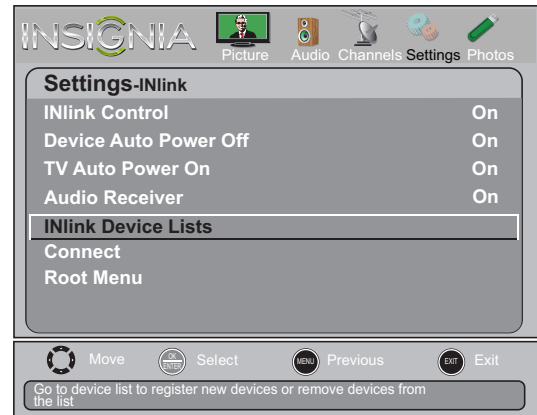 INSIGNIA
Picture Audio Channels Settings Photos
Settings-INlink
INlink Control On
Device Auto Power Off On
TV Auto Power On On
Audio Receiver On
INlink Device Lists
Connect
Root Menu
Move OK ENTER Select MENU Previous EXIT Exit
Go to device list to register new devices or remove devices from
the list